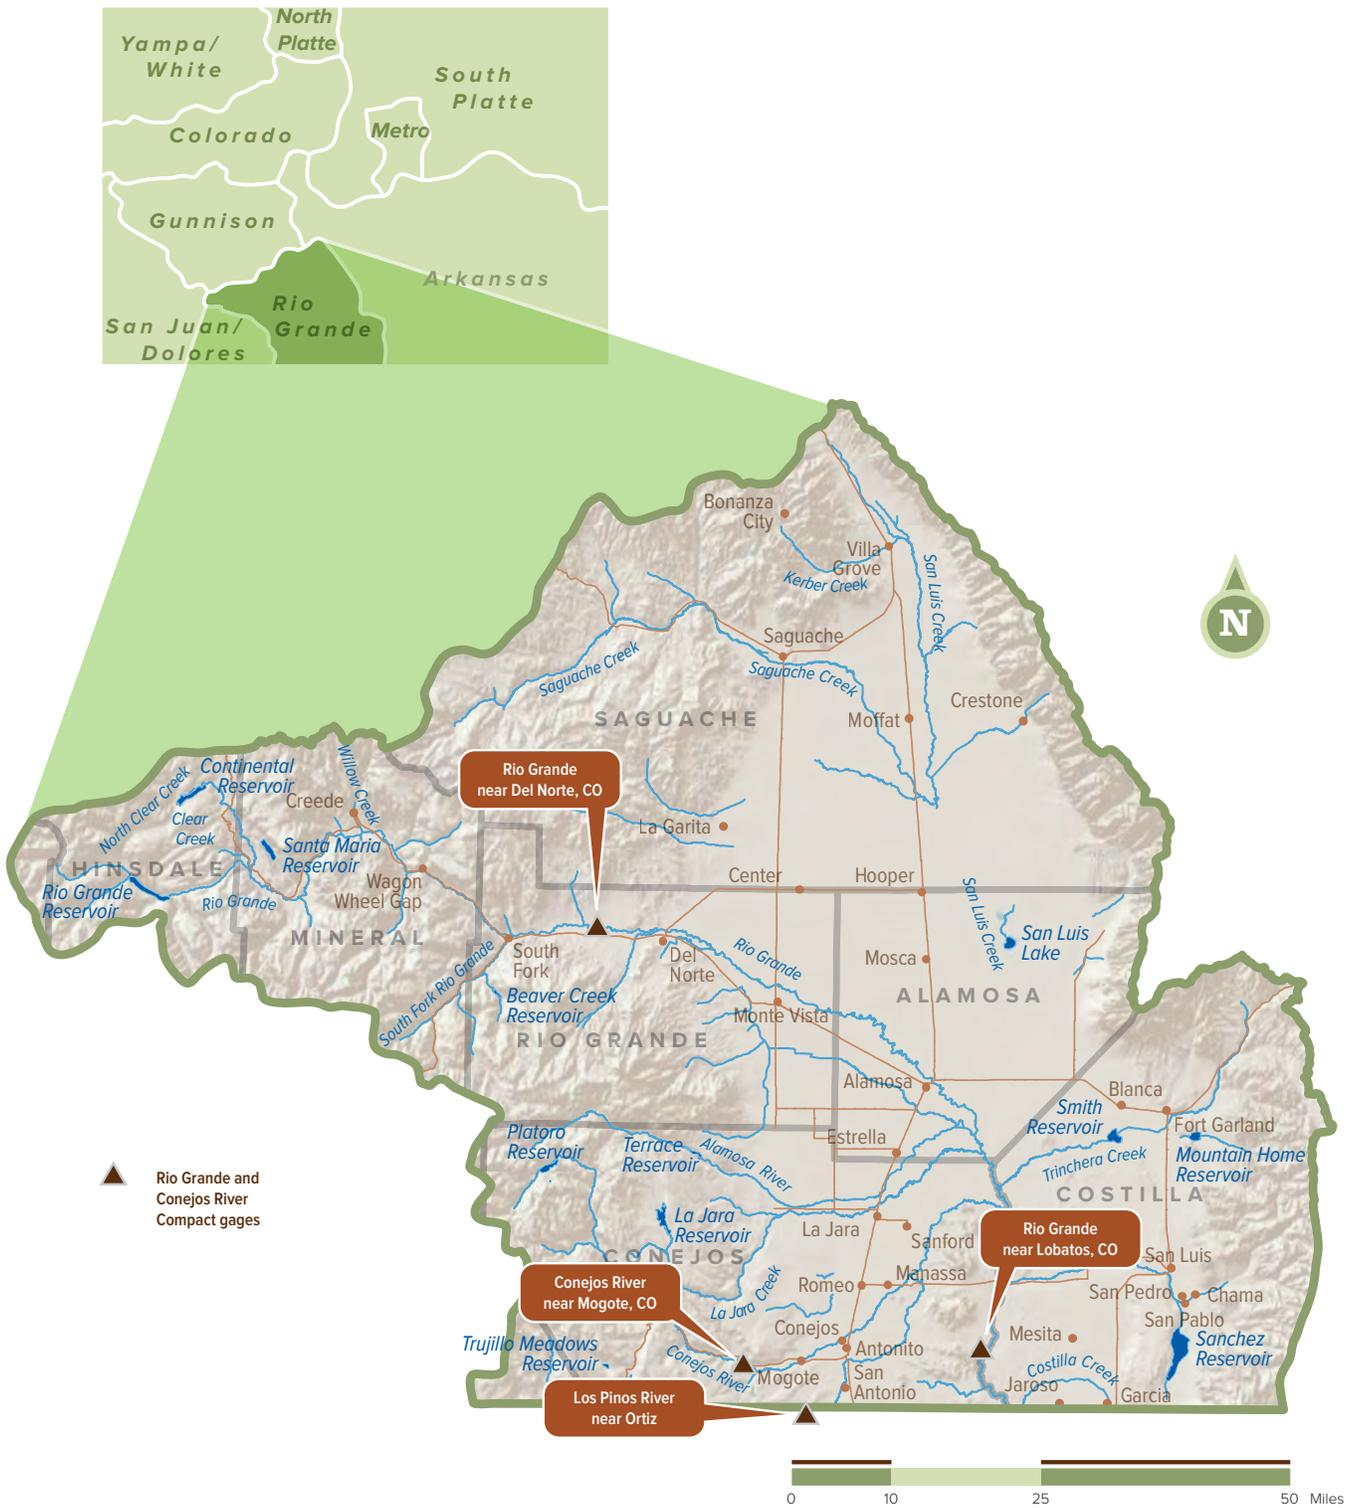 North
Platte
Yampa/
White
South
Platte
Metro
Colorado
Gunnison
Arkansas
Rio
Grande
San Juan/
Dolores
Bonanza
City
Villa
Grove
Kerber Creek
San Luis Creek
N
Saguache
Saguache Creek
Saguache Creek
Crestone
SAGUACHE
Moffat
Rio Grande
near Del Norte, CO
Continental
Reservoir
Willow Creek
North Clear Creek
Creede
Clear
Creek
La Garita
Santa Maria
Reservoir
HINSDALE
Wagon
Wheel Gap
Center
Hooper
Rio Grande
Reservoir
Rio Grande
San Luis Creek
MINERAL
San Luis
Lake
South
Fork
Del
Norte
Rio Grande
Mosca
South Fork Rio Grande
Beaver Creek
Reservoir
ALAMOSA
Monte Vista
RIO GRANDE
Alamosa
Blanca
Smith
Reservoir
Fort Garland
Estrella
Platoro
Reservoir
Terrace
Reservoir
Alamosa River
Trinchera Creek
Mountain Home
Reservoir
Rio Grande and
Conejos River
Compact gages
COSTILLA
La Jara
Reservoir
La Jara
Sanford
Rio Grande
near Lobatos, CO
CONEJOS
San Luis
Conejos River
near Mogote, CO
La Jara Creek
Romeo
Manassa
San Pedro
Chama
San Pablo
Conejos
Mesita
Sanchez
Reservoir
Trujillo Meadows
Reservoir
Conejos River
Antonito
Mogote
San
Antonio
Costilla Creek
Jaroso
Garcia
Los Pinos River
near Ortiz
0 10 25 50 Miles